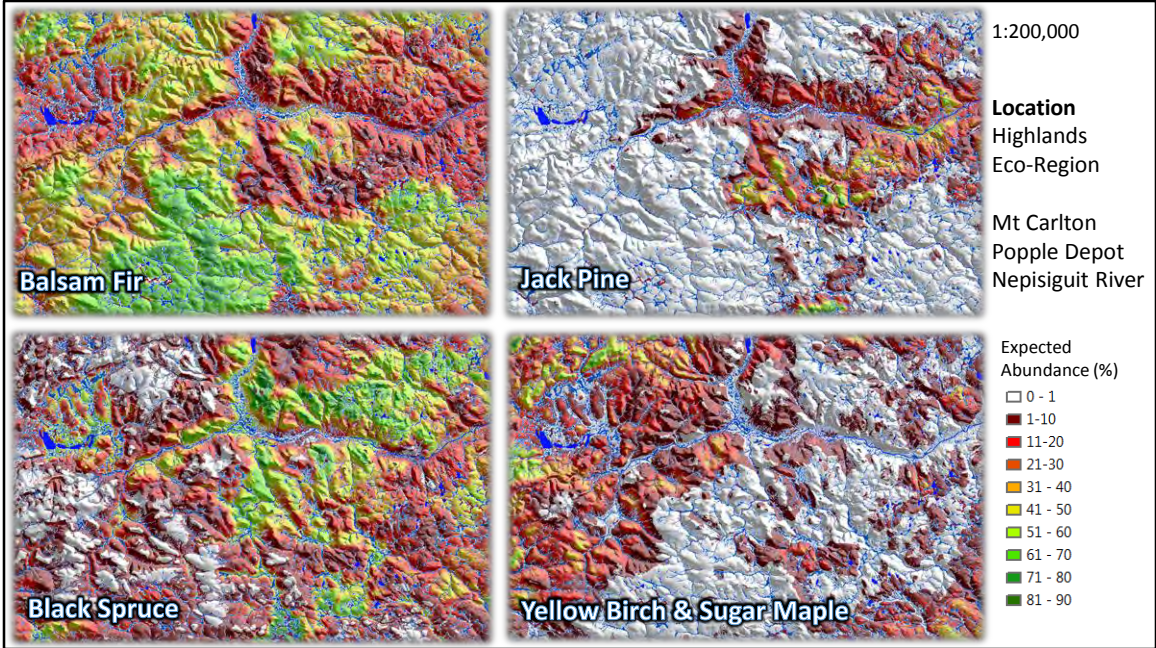 Balsam Fir
Jack Pine
Black Spruce
Yellow Birch & Sugar Maple
1:200,000
Location
Highlands
Eco-Region
Mt Carlton
Popple Depot
Nepisiguit River
Expected
Abundance (%)
0 - 1
1-10
11-20
21-30
31 - 40
41 - 50
51 - 60
61 - 70
71 - 80
81 - 90